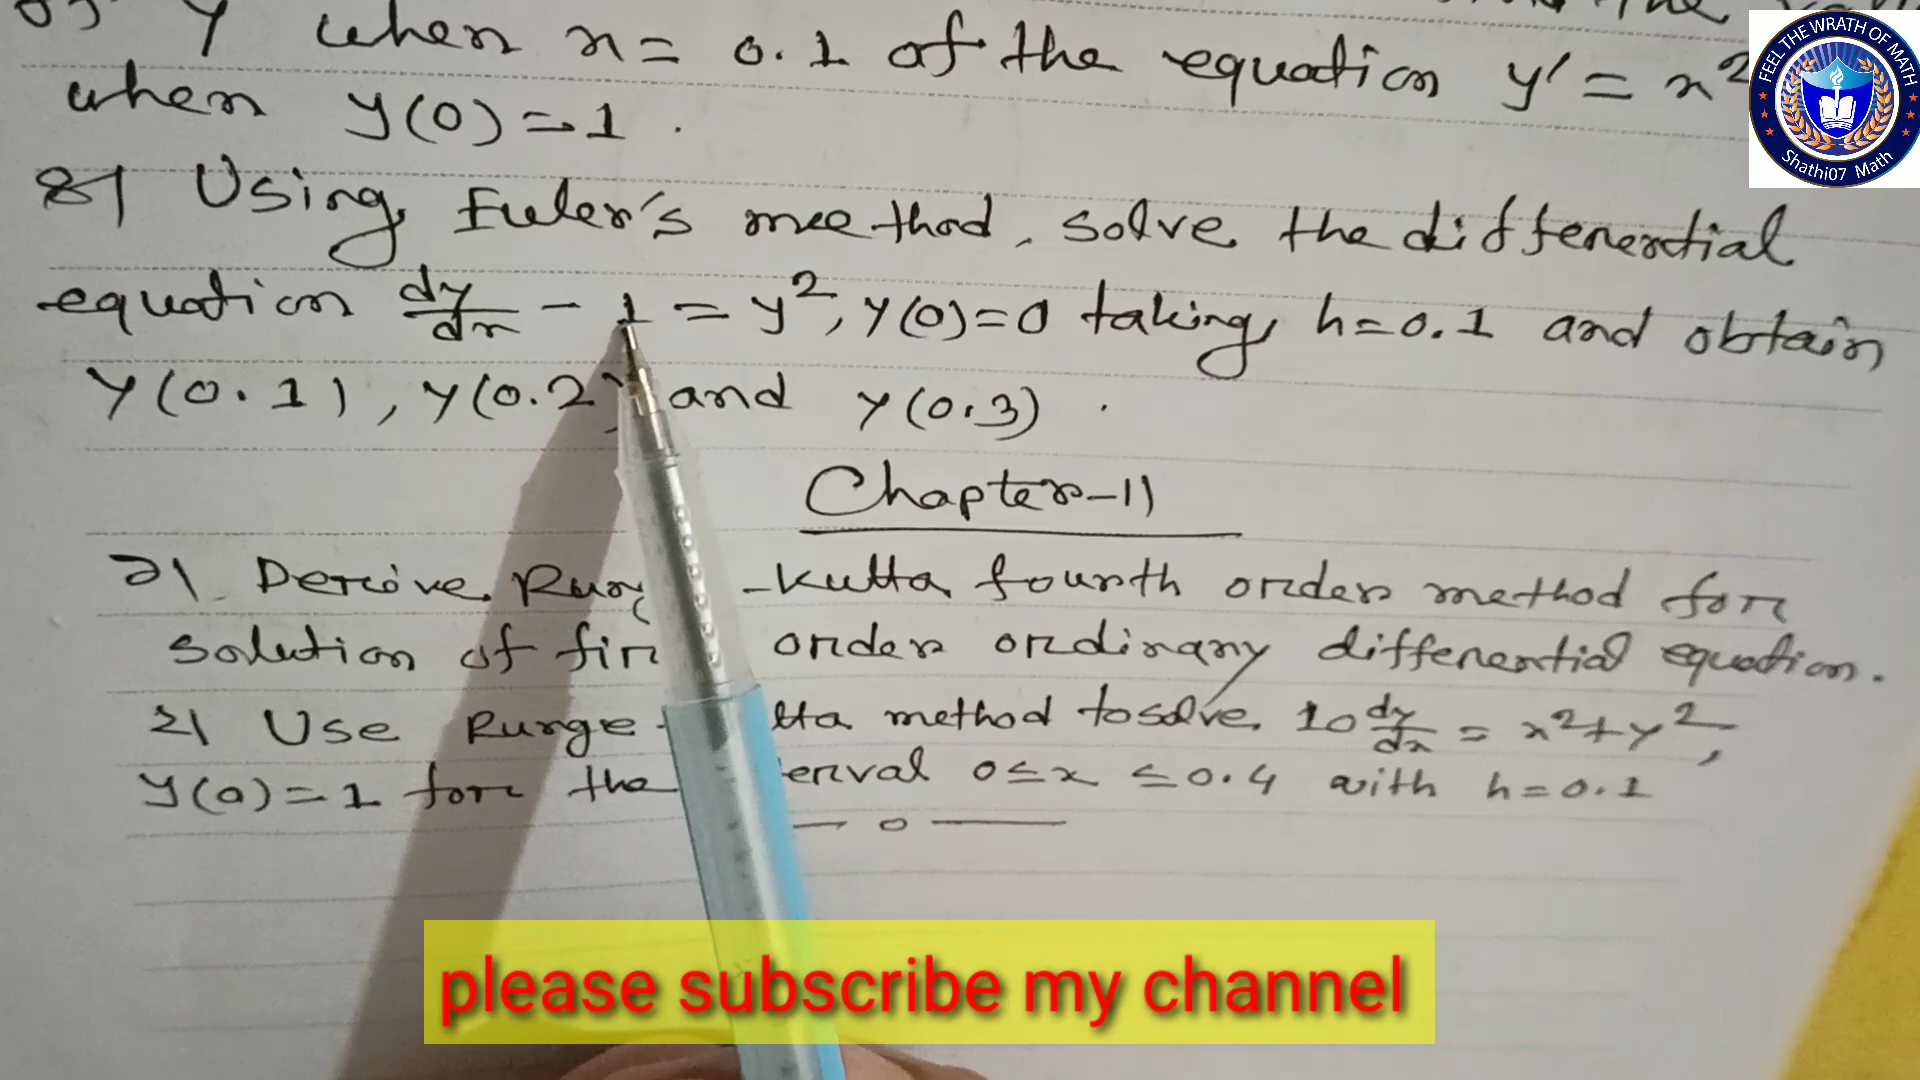 Y when x = 0.1 of the equation y' = x²
when y(0) = 1 .
8) Using Euler's method, solve the differential
equation dy/dx - 1 = y², y(0)=0 taking h=0.1 and obtain
y(0.1), y(0.2) and y(0.3) .
Chapter-11
1) Derive Rung -Kutta fourth order method for
solution of fir order ordinary differential equation.
2) Use Runge- tta method to solve 10 dy/dx = x²+y²,
y(0)=1 for the erval 0≤x≤0.4 with h=0.1
— o —
FEEL THE WRATH OF MATH
Shathi07 Math
please subscribe my channel